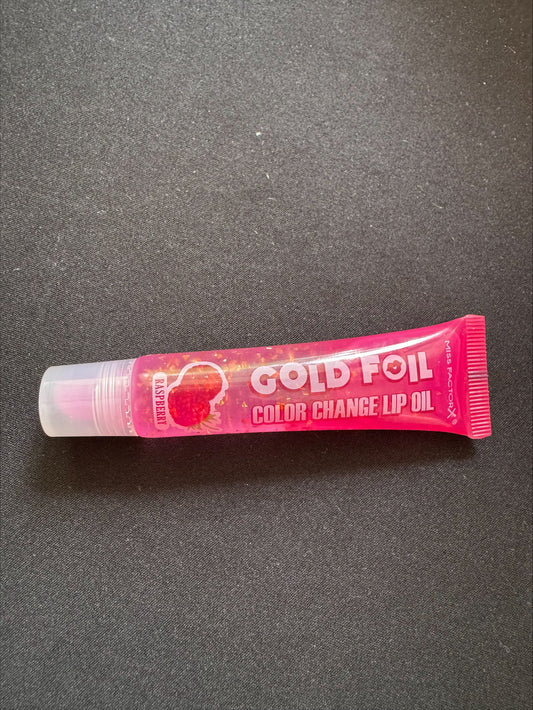 RASPBERRY
GOLD FOIL
COLOR CHANGE LIP OIL
MISS FACTORX®